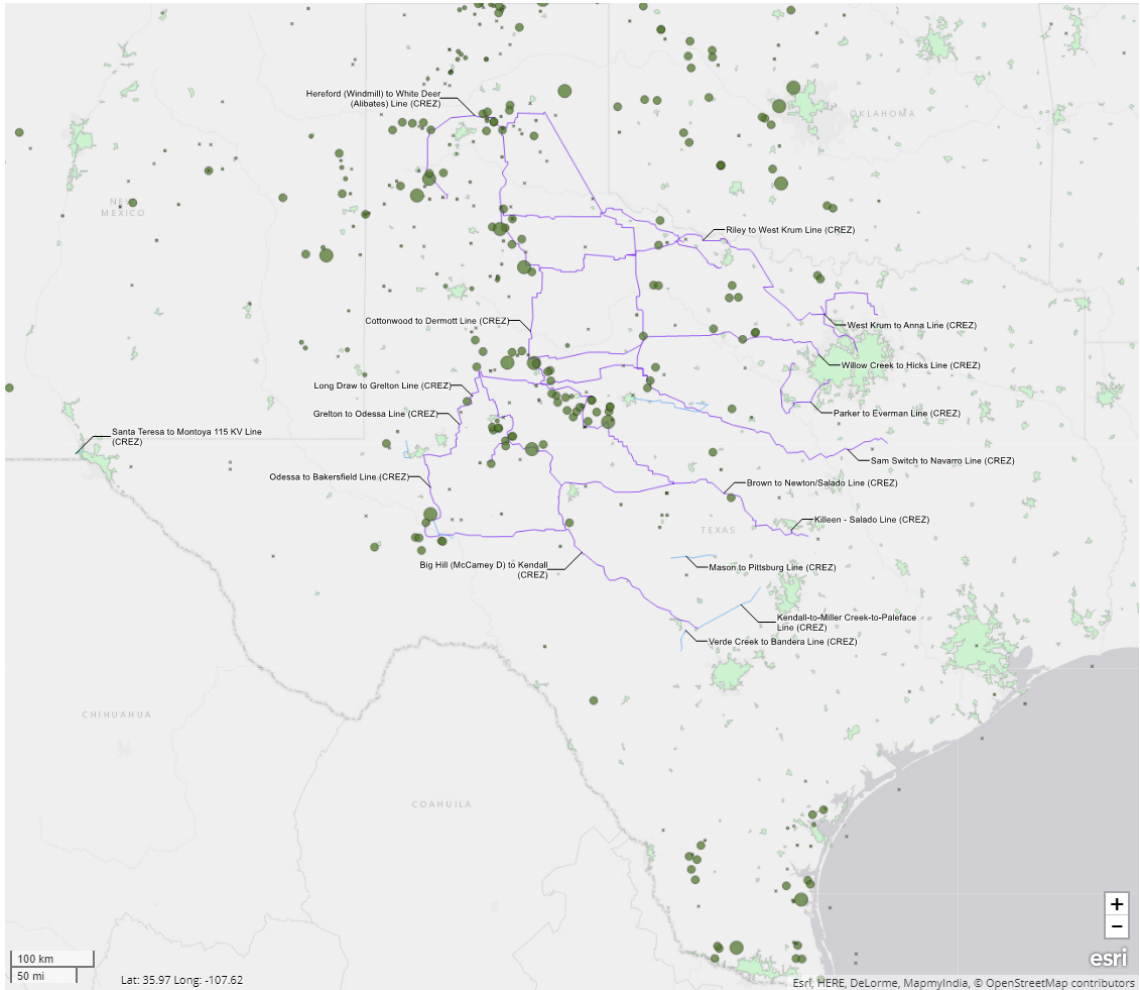 Hereford (Windmill) to White Deer
(Alibates) Line (CREZ)
OKLAHOMA
NEW
MEXICO
Riley to West Krum Line (CREZ)
Cottonwood to Dermott Line (CREZ)
West Krum to Anna Line (CREZ)
Willow Creek to Hicks Line (CREZ)
Long Draw to Grelton Line (CREZ)
Grelton to Odessa Line (CREZ)
Parker to Everman Line (CREZ)
Santa Teresa to Montoya 115 KV Line
(CREZ)
Sam Switch to Navarro Line (CREZ)
Odessa to Bakersfield Line (CREZ)
Brown to Newton/Salado Line (CREZ)
Killeen - Salado Line (CREZ)
TEXAS
Big Hill (McCamey D) to Kendall
(CREZ)
Mason to Pittsburg Line (CREZ)
Kendall-to-Miller Creek-to-Paleface
Line (CREZ)
Verde Creek to Bandera Line (CREZ)
CHIHUAHUA
COAHUILA
+
−
esri
100 km
50 mi
Lat: 35.97 Long: -107.62
Esri, HERE, DeLorme, MapmyIndia, © OpenStreetMap contributors